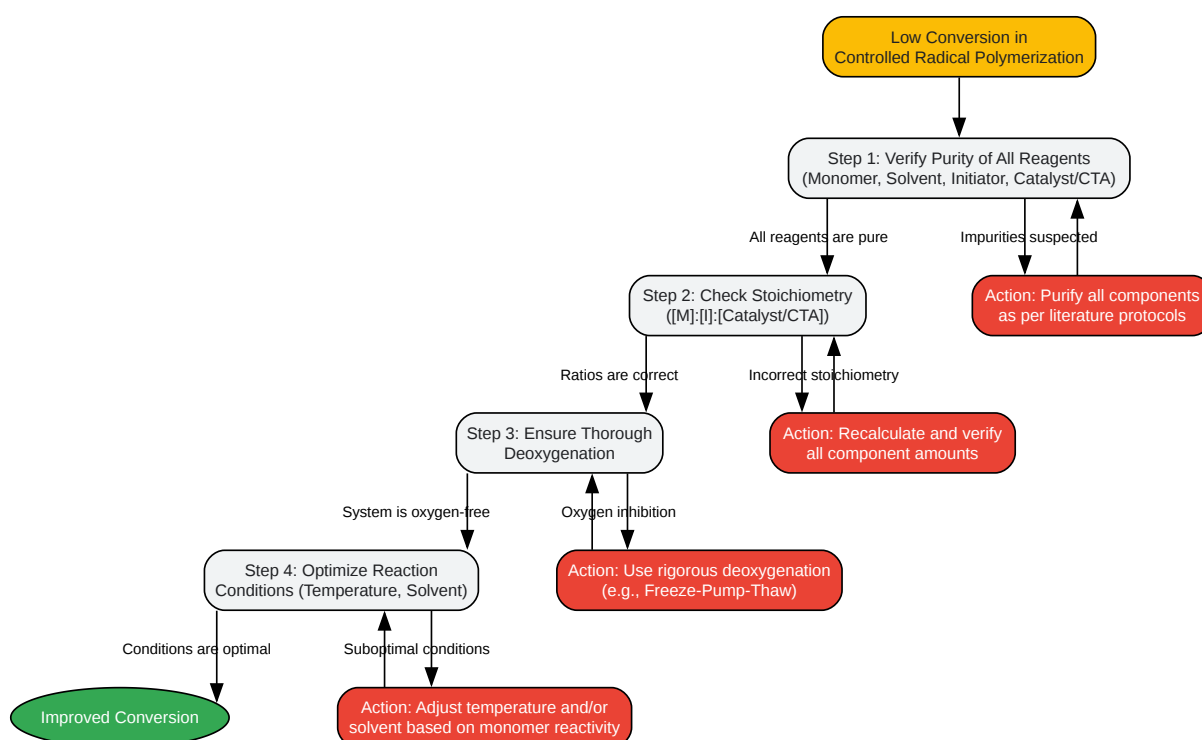 Low Conversion in
Controlled Radical Polymerization
Step 1: Verify Purity of All Reagents
(Monomer, Solvent, Initiator, Catalyst/CTA)
All reagents are pure
Impurities suspected
Step 2: Check Stoichiometry
([M]:[I]:[Catalyst/CTA])
Action: Purify all components
as per literature protocols
Ratios are correct
Incorrect stoichiometry
Step 3: Ensure Thorough
Deoxygenation
Action: Recalculate and verify
all component amounts
System is oxygen-free
Oxygen inhibition
Step 4: Optimize Reaction
Conditions (Temperature, Solvent)
Action: Use rigorous deoxygenation
(e.g., Freeze-Pump-Thaw)
Conditions are optimal
Suboptimal conditions
Improved Conversion
Action: Adjust temperature and/or
solvent based on monomer reactivity